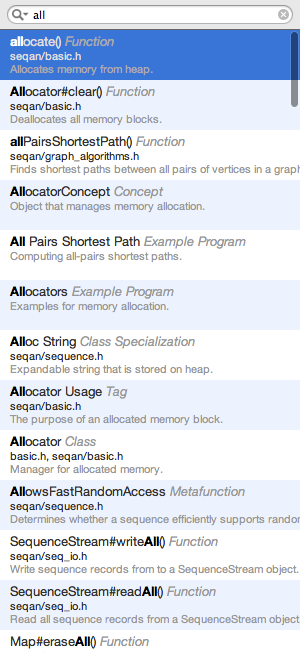 all
allocate() Function
seqan/basic.h
Allocates memory from heap.
Allocator#clear() Function
seqan/basic.h
Deallocates all memory blocks.
allPairsShortestPath() Function
seqan/graph_algorithms.h
Finds shortest paths between all pairs of vertices in a graph
AllocatorConcept Concept
Object that manages memory allocation.
All Pairs Shortest Path Example Program
Computing all-pairs shortest paths.
Allocators Example Program
Examples for memory allocation.
Alloc String Class Specialization
seqan/sequence.h
Expandable string that is stored on heap.
Allocator Usage Tag
seqan/basic.h
The purpose of an allocated memory block.
Allocator Class
basic.h, seqan/basic.h
Manager for allocated memory.
AllowsFastRandomAccess Metafunction
seqan/sequence.h
Determines whether a sequence efficiently supports
SequenceStream#writeAll() Function
seqan/seq_io.h
Write sequence records from to a SequenceStream object.
SequenceStream#readAll() Function
seqan/seq_io.h
Read all sequence records from a SequenceStream object
Map#eraseAll() Function